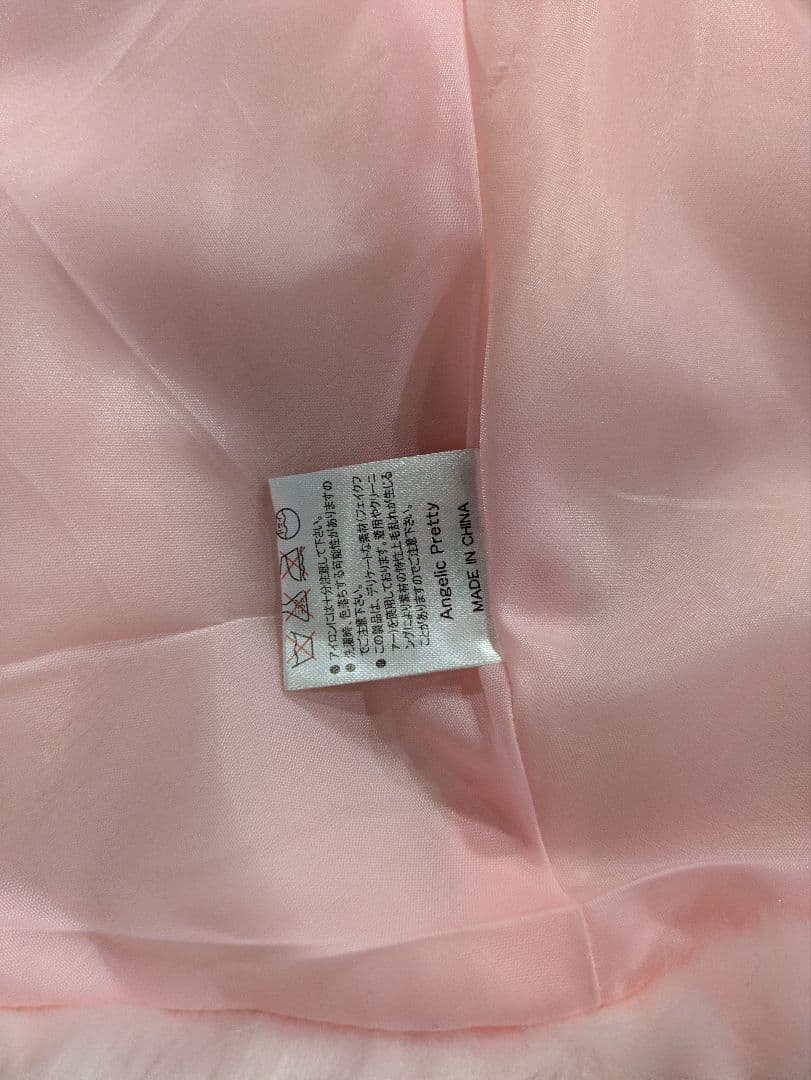 ●アイロンには十分注意して下さい。
●洗濯時、色落ちする可能性がありますの
でご注意下さい。
●この製品は、デリケートな素材(フェイクフ
ァー)を使用しております。着用やクリーニ
ングにより素材の特性上毛乱れが生じる
ことがありますのでご注意下さい。
Angelic Pretty
MADE IN CHINA